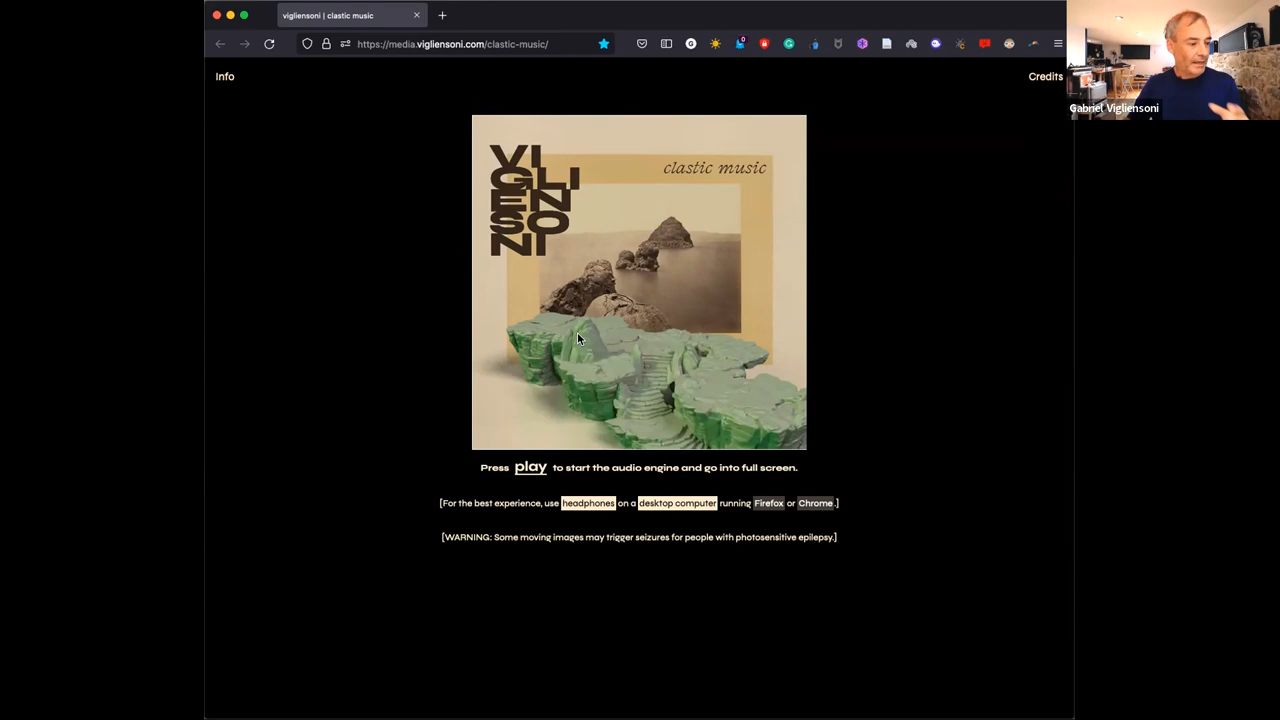 vigliensoni | clastic music
https://media.vigliensoni.com/clastic-music/
0
Gabriel Vigliensoni
Info
Credits
VI
GLI
EN
SO
NI
clastic music
Press play to start the audio engine and go into full screen.
[For the best experience, use headphones on a desktop computer running Firefox or Chrome.]
[WARNING: Some moving images may trigger seizures for people with photosensitive epilepsy.]